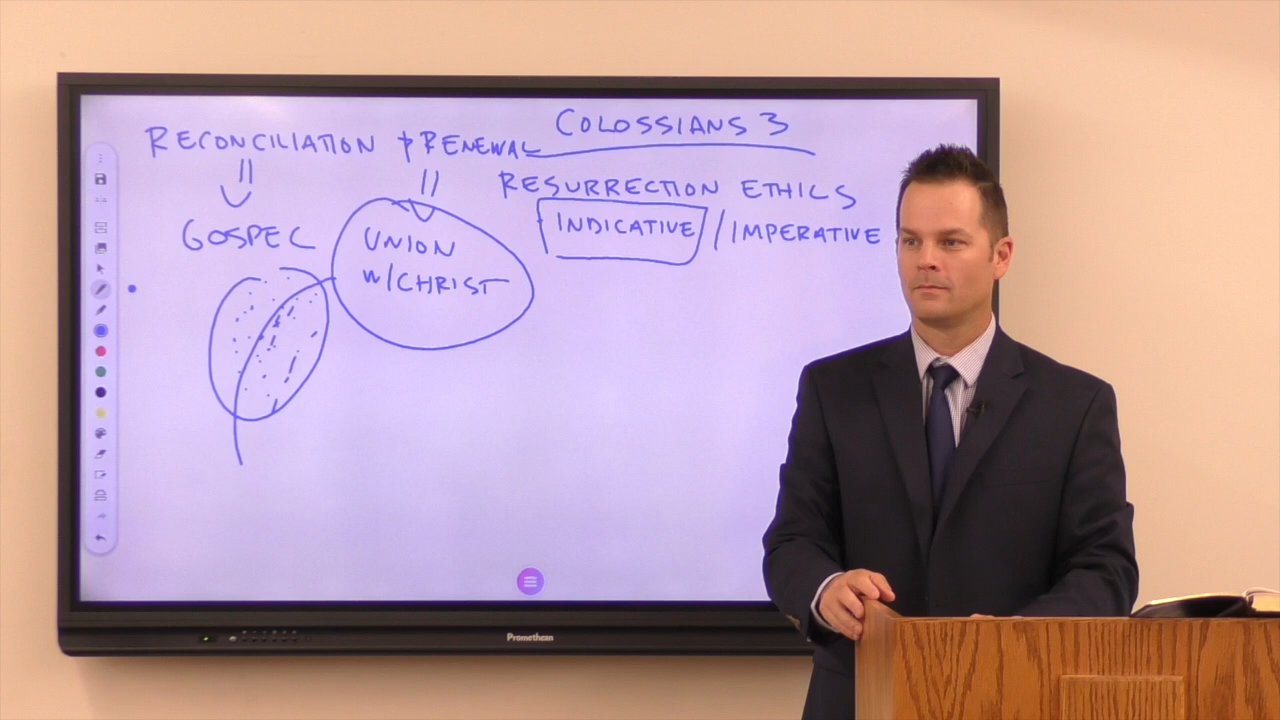 COLOSSIANS 3
RECONCILIATION & RENEWAL
RESURRECTION ETHICS
INDICATIVE / IMPERATIVE
GOSPEL
UNION
W/CHRIST
Promethean